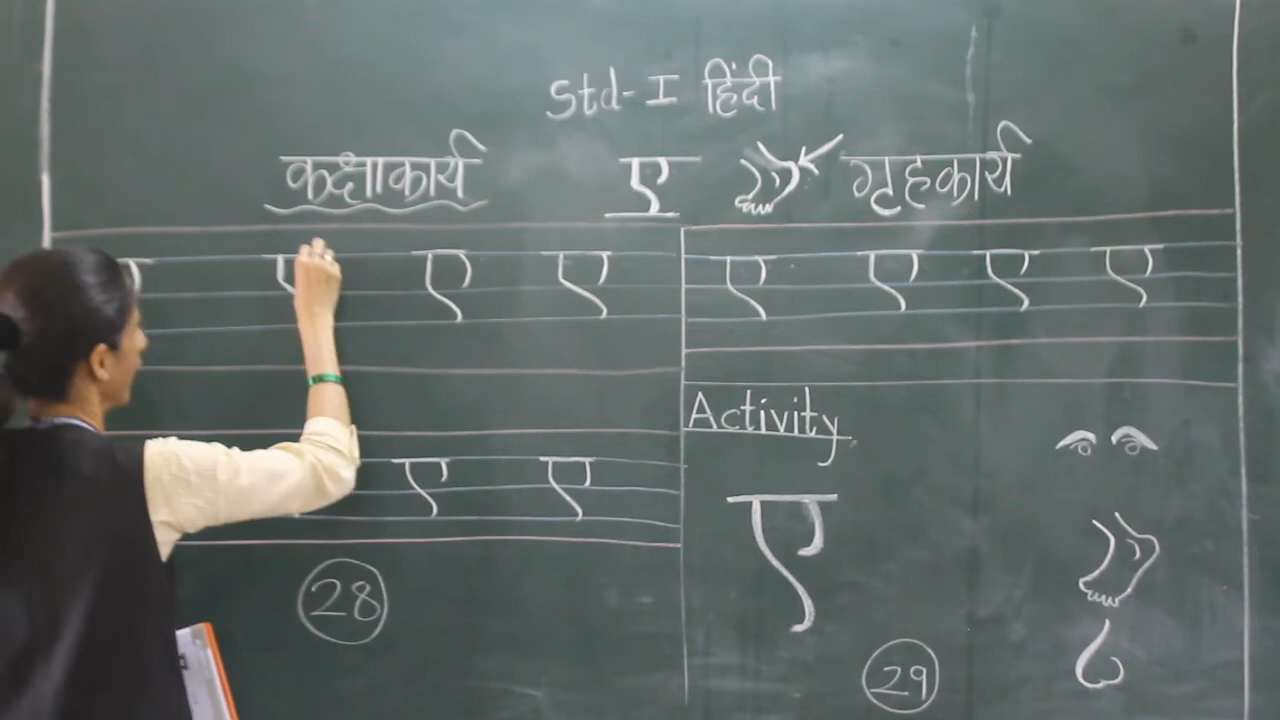 Std-I हिंदी
कक्षाकार्य ए गृहकार्य
ए ए ए ए ए ए
ए ए
Activity
ए
28 29